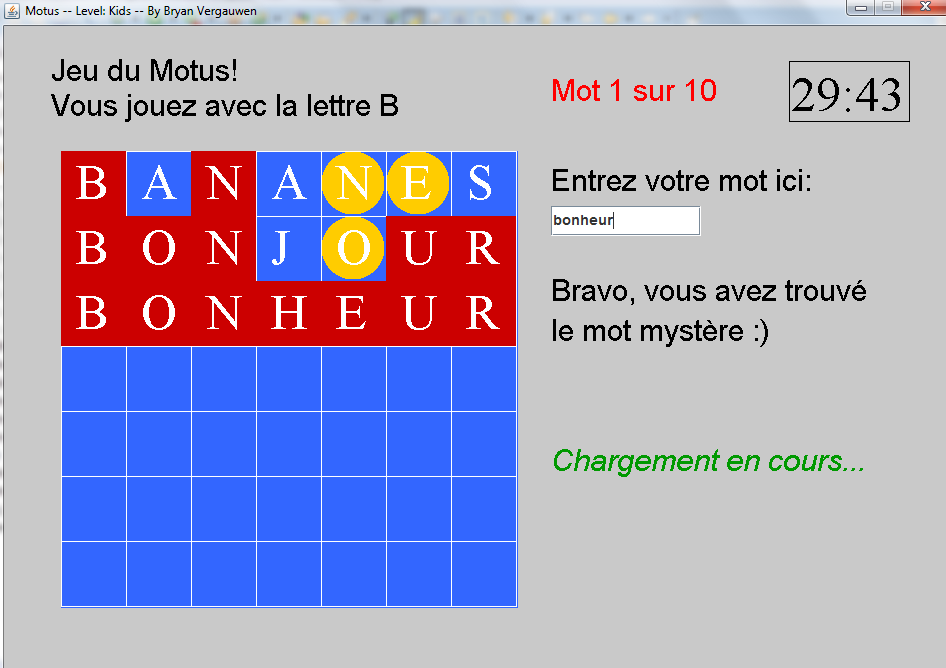 Motus -- Level: Kids -- By Bryan Vergauwen
Jeu du Motus!
Vous jouez avec la lettre B
Mot 1 sur 10
29:43
B A N A N E S
B O N J O U R
B O N H E U R
Entrez votre mot ici:
bonheur
Bravo, vous avez trouvé
le mot mystère :)
Chargement en cours...